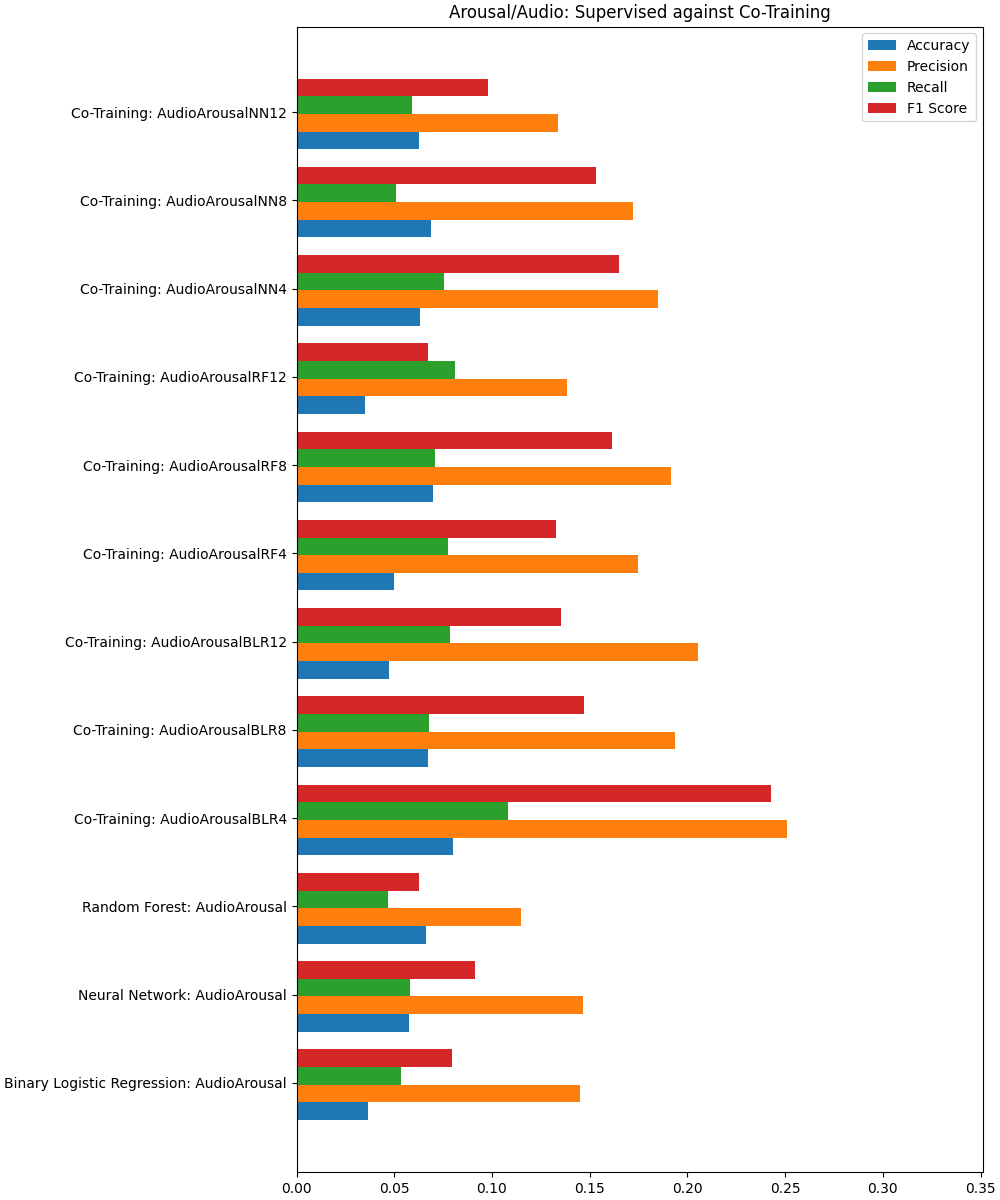 Arousal/Audio: Supervised against Co-Training
Accuracy
Precision
Recall
F1 Score
Co-Training: AudioArousalNN12
Co-Training: AudioArousalNN8
Co-Training: AudioArousalNN4
Co-Training: AudioArousalRF12
Co-Training: AudioArousalRF8
Co-Training: AudioArousalRF4
Co-Training: AudioArousalBLR12
Co-Training: AudioArousalBLR8
Co-Training: AudioArousalBLR4
Random Forest: AudioArousal
Neural Network: AudioArousal
Binary Logistic Regression: AudioArousal
0.00 0.05 0.10 0.15 0.20 0.25 0.30 0.35